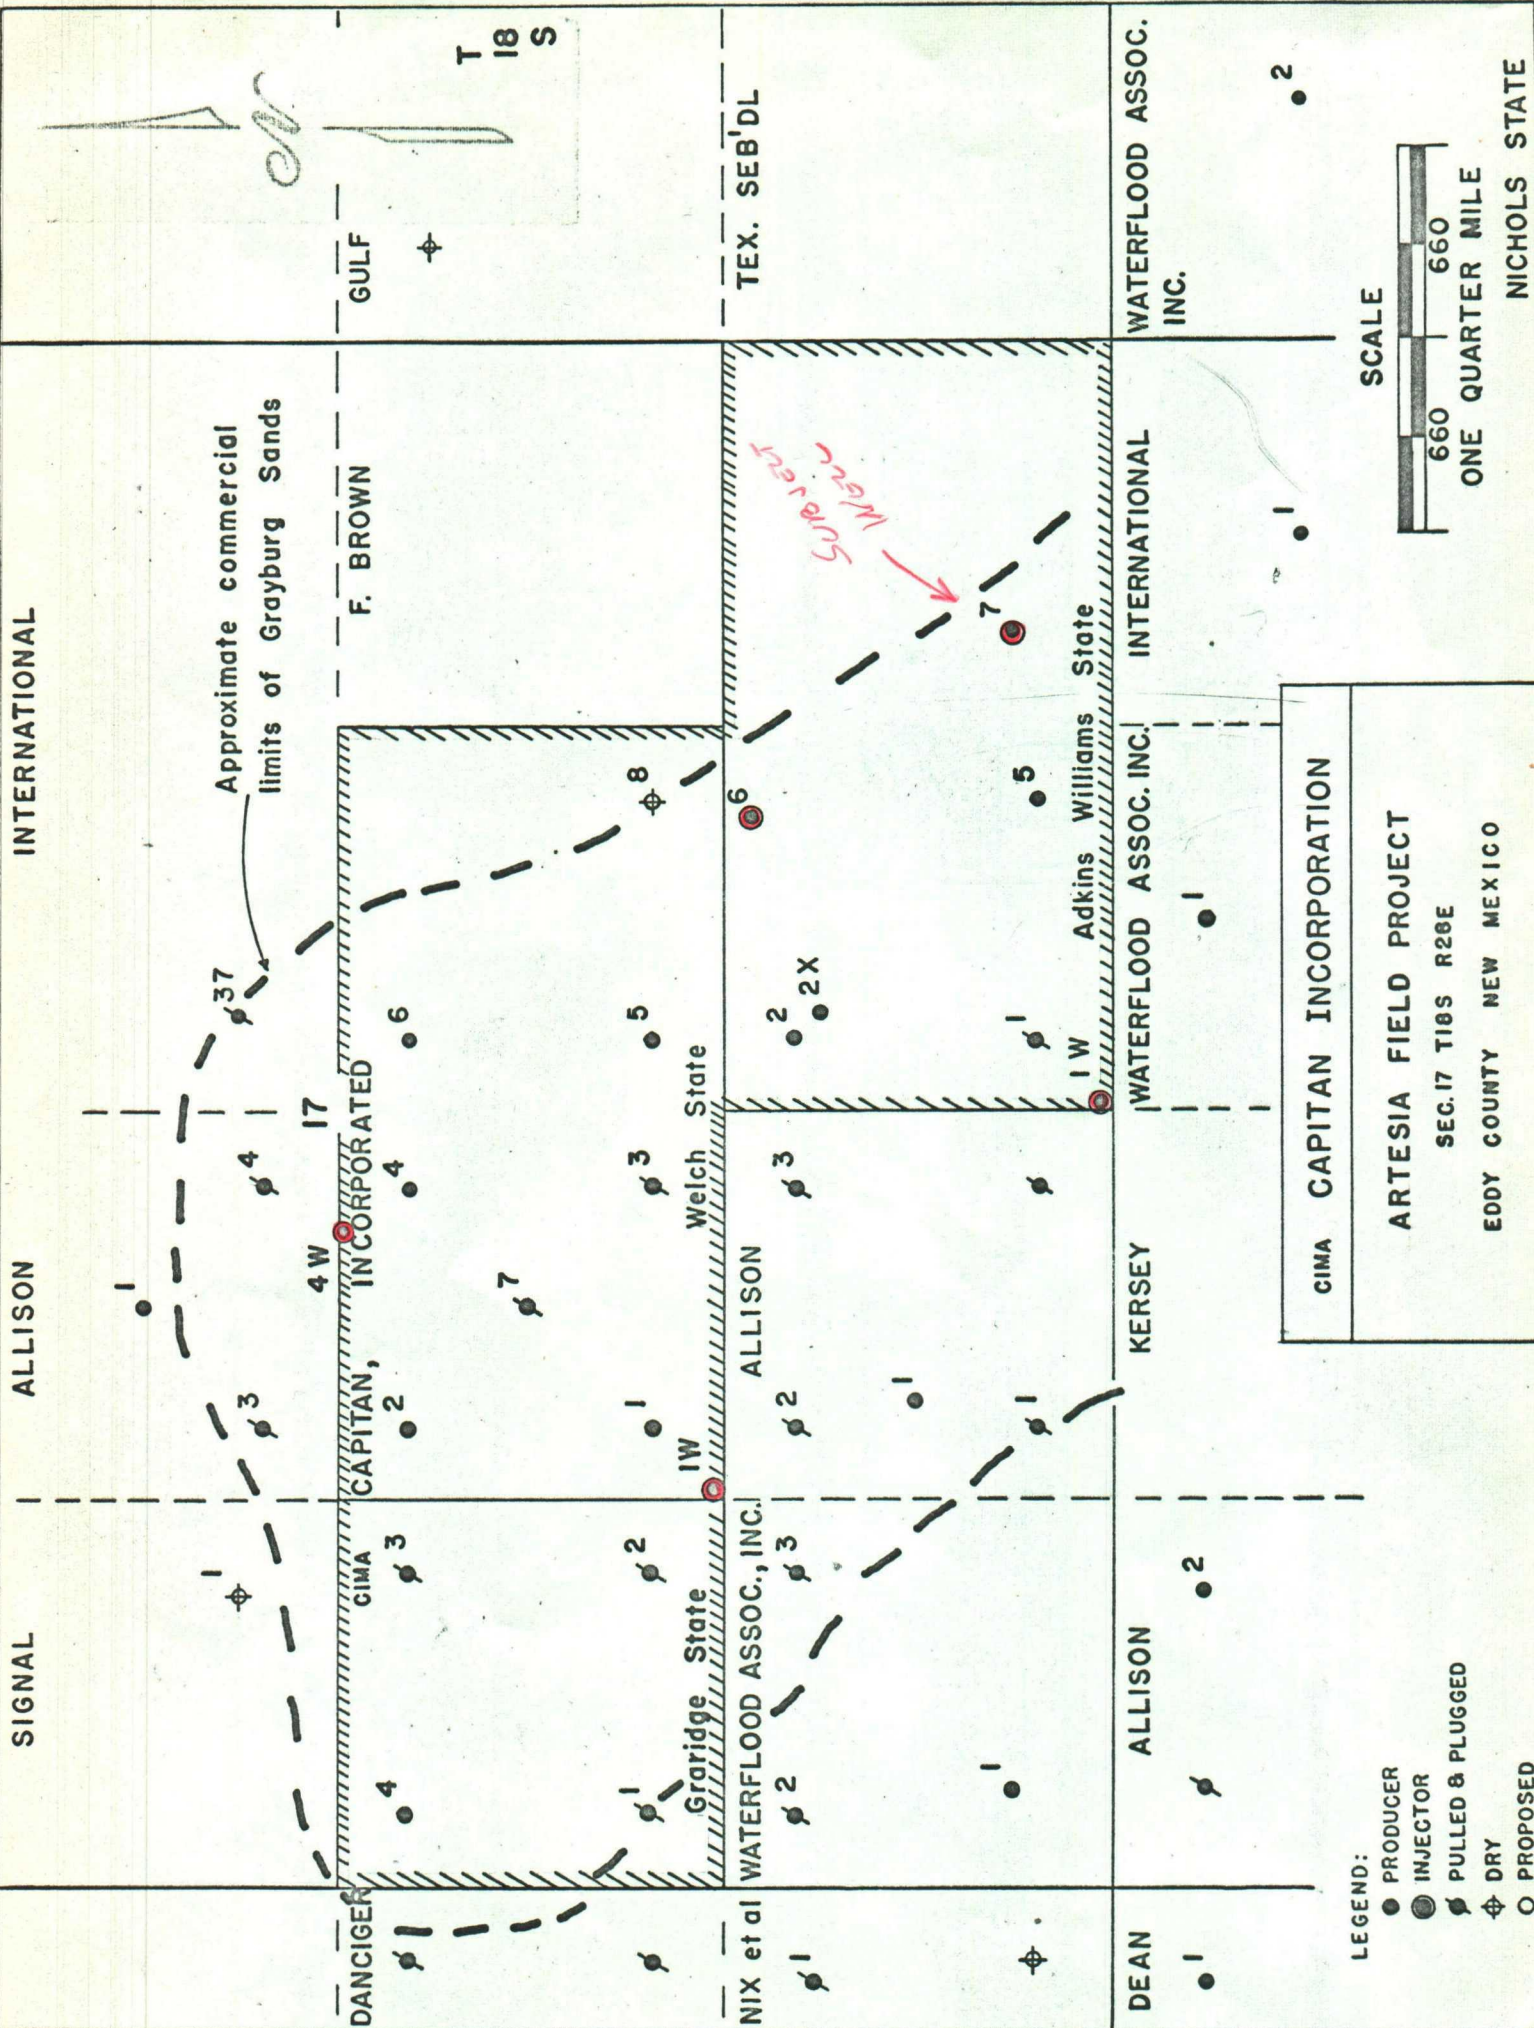 SIGNAL
ALLISON
INTERNATIONAL
Approximate commercial
limits of Grayburg Sands
N
T
18
S
1
3
1
4
37
4W
17
DANCIGER
CIMA
CAPITAN,
INCORPORATED
F. BROWN
GULF
4
3
2
4
6
7
8
1
2
1
3
5
Graridge State
1W
Welch State
NIX et al
WATERFLOOD ASSOC., INC.
ALLISON
TEX. SEB'DL
1
2
3
2
3
2
2X
6
SUBJECT
WELL
1
1
1
1
5
7
1W
Adkins Williams State
DEAN
ALLISON
KERSEY
WATERFLOOD ASSOC. INC.
INTERNATIONAL
WATERFLOOD ASSOC.
INC.
1
2
1
1
2
LEGEND:
PRODUCER
INJECTOR
PULLED & PLUGGED
DRY
PROPOSED
CIMA CAPITAN INCORPORATION
ARTESIA FIELD PROJECT
SEC. 17 T18S R28E
EDDY COUNTY NEW MEXICO
SCALE
660
660
ONE QUARTER MILE
NICHOLS STATE